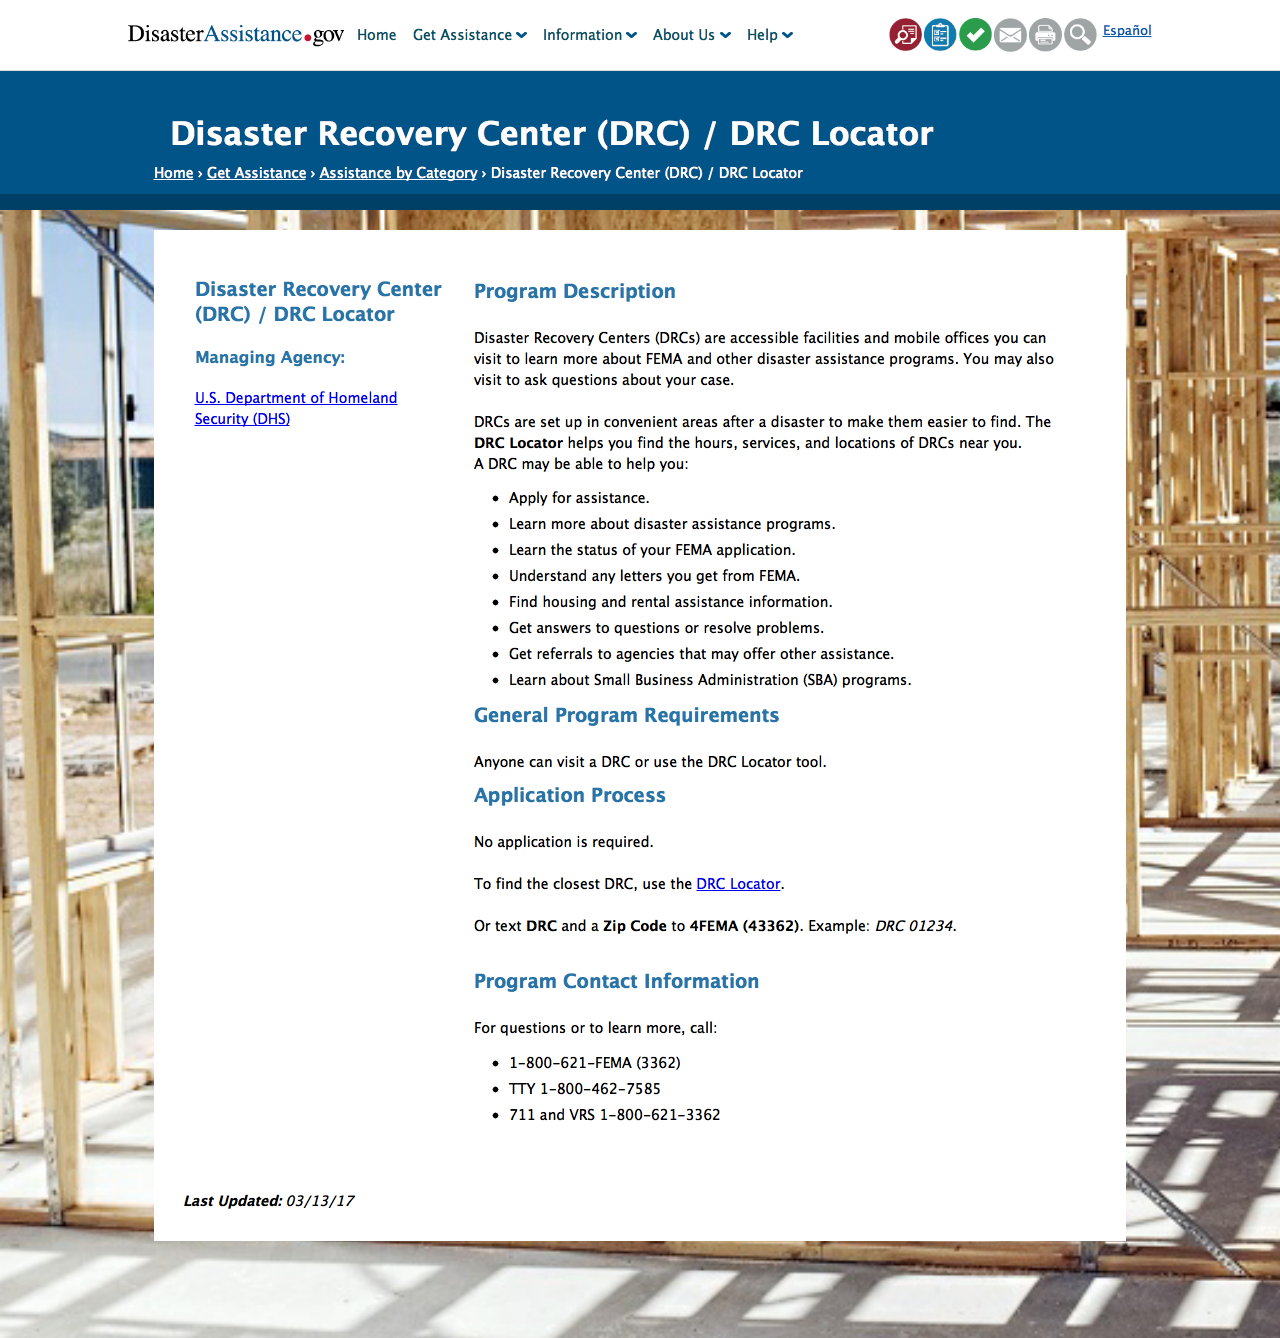 DisasterAssistance.gov Home Get Assistance Information About Us Help Español
Disaster Recovery Center (DRC) / DRC Locator
Home › Get Assistance › Assistance by Category › Disaster Recovery Center (DRC) / DRC Locator
Disaster Recovery Center
(DRC) / DRC Locator
Managing Agency:
U.S. Department of Homeland
Security (DHS)
Program Description
Disaster Recovery Centers (DRCs) are accessible facilities and mobile offices you can
visit to learn more about FEMA and other disaster assistance programs. You may also
visit to ask questions about your case.
DRCs are set up in convenient areas after a disaster to make them easier to find. The
DRC Locator helps you find the hours, services, and locations of DRCs near you.
A DRC may be able to help you:
• Apply for assistance.
• Learn more about disaster assistance programs.
• Learn the status of your FEMA application.
• Understand any letters you get from FEMA.
• Find housing and rental assistance information.
• Get answers to questions or resolve problems.
• Get referrals to agencies that may offer other assistance.
• Learn about Small Business Administration (SBA) programs.
General Program Requirements
Anyone can visit a DRC or use the DRC Locator tool.
Application Process
No application is required.
To find the closest DRC, use the DRC Locator.
Or text DRC and a Zip Code to 4FEMA (43362). Example: DRC 01234.
Program Contact Information
For questions or to learn more, call:
• 1-800-621-FEMA (3362)
• TTY 1-800-462-7585
• 711 and VRS 1-800-621-3362
Last Updated: 03/13/17